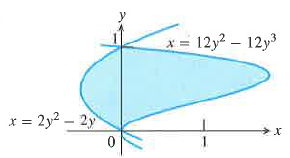 y
1
x = 12y² – 12y³
x = 2y² – 2y
x
0
1